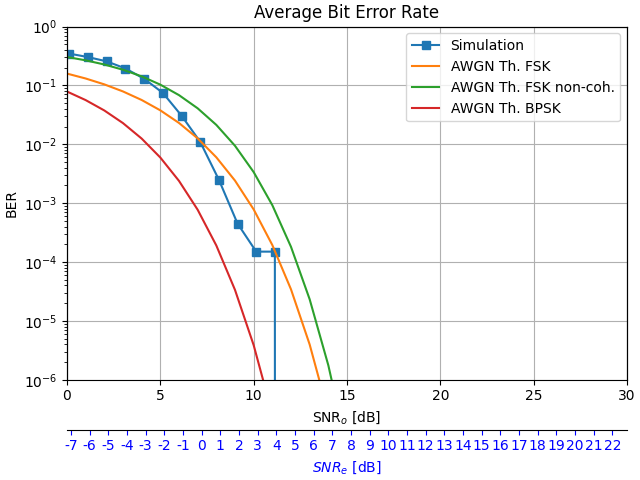 Average Bit Error Rate
10⁰
10⁻¹
10⁻²
10⁻³
10⁻⁴
10⁻⁵
10⁻⁶
BER
Simulation
AWGN Th. FSK
AWGN Th. FSK non-coh.
AWGN Th. BPSK
0 5 10 15 20 25 30
SNRₒ [dB]
-7 -6 -5 -4 -3 -2 -1 0 1 2 3 4 5 6 7 8 9 10 11 12 13 14 15 16 17 18 19 20 21 22
SNRₑ [dB]